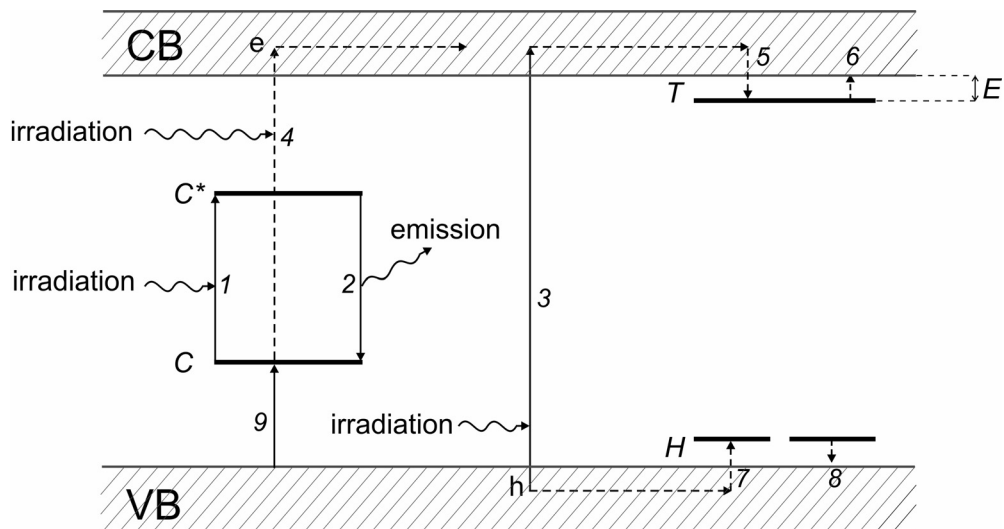 CB
e
5
6
T
E
irradiation
4
C*
emission
irradiation
1
2
3
C
9
irradiation
H
7
8
h
VB